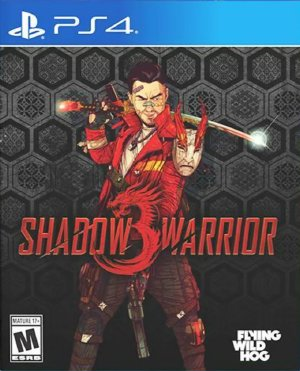 PS4
SHADOW 3 WARRIOR
MATURE 17+
M
ESRB
FLYING
WILD
HOG